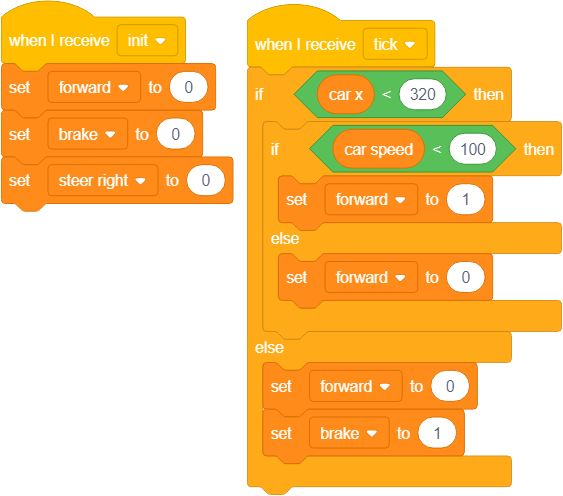 when I receive init
set forward to 0
set brake to 0
set steer right to 0
when I receive tick
if car x < 320 then
if car speed < 100 then
set forward to 1
else
set forward to 0
else
set forward to 0
set brake to 1